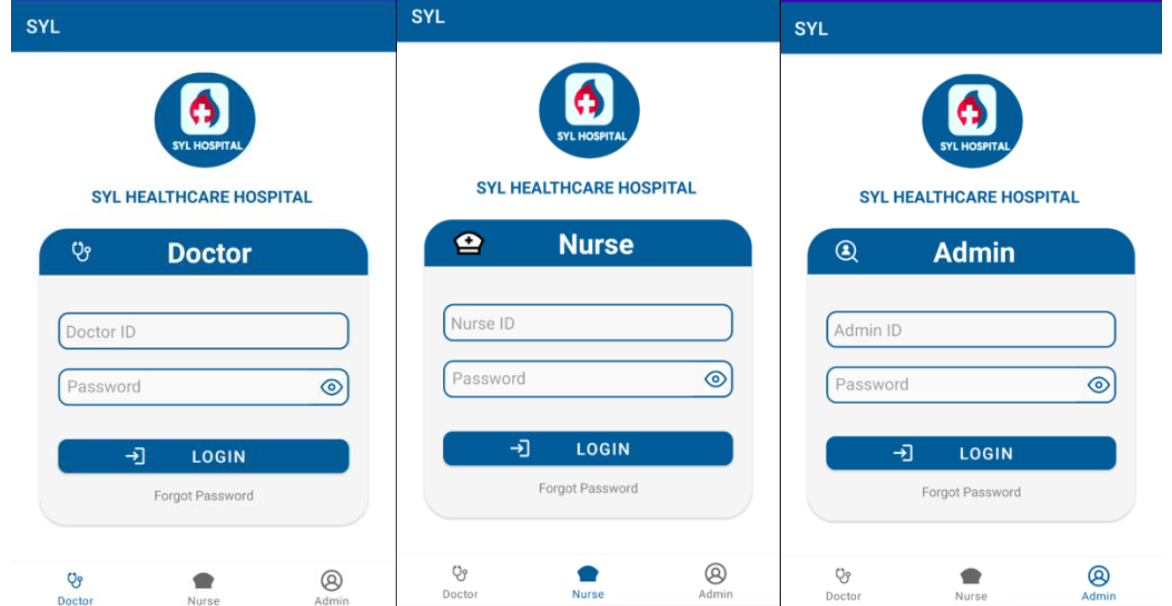 SYL
SYL HOSPITAL
SYL HEALTHCARE HOSPITAL
Doctor
Doctor ID
Password
LOGIN
Forgot Password
Doctor Nurse Admin
SYL
SYL HOSPITAL
SYL HEALTHCARE HOSPITAL
Nurse
Nurse ID
Password
LOGIN
Forgot Password
Doctor Nurse Admin
SYL
SYL HOSPITAL
SYL HEALTHCARE HOSPITAL
Admin
Admin ID
Password
LOGIN
Forgot Password
Doctor Nurse Admin